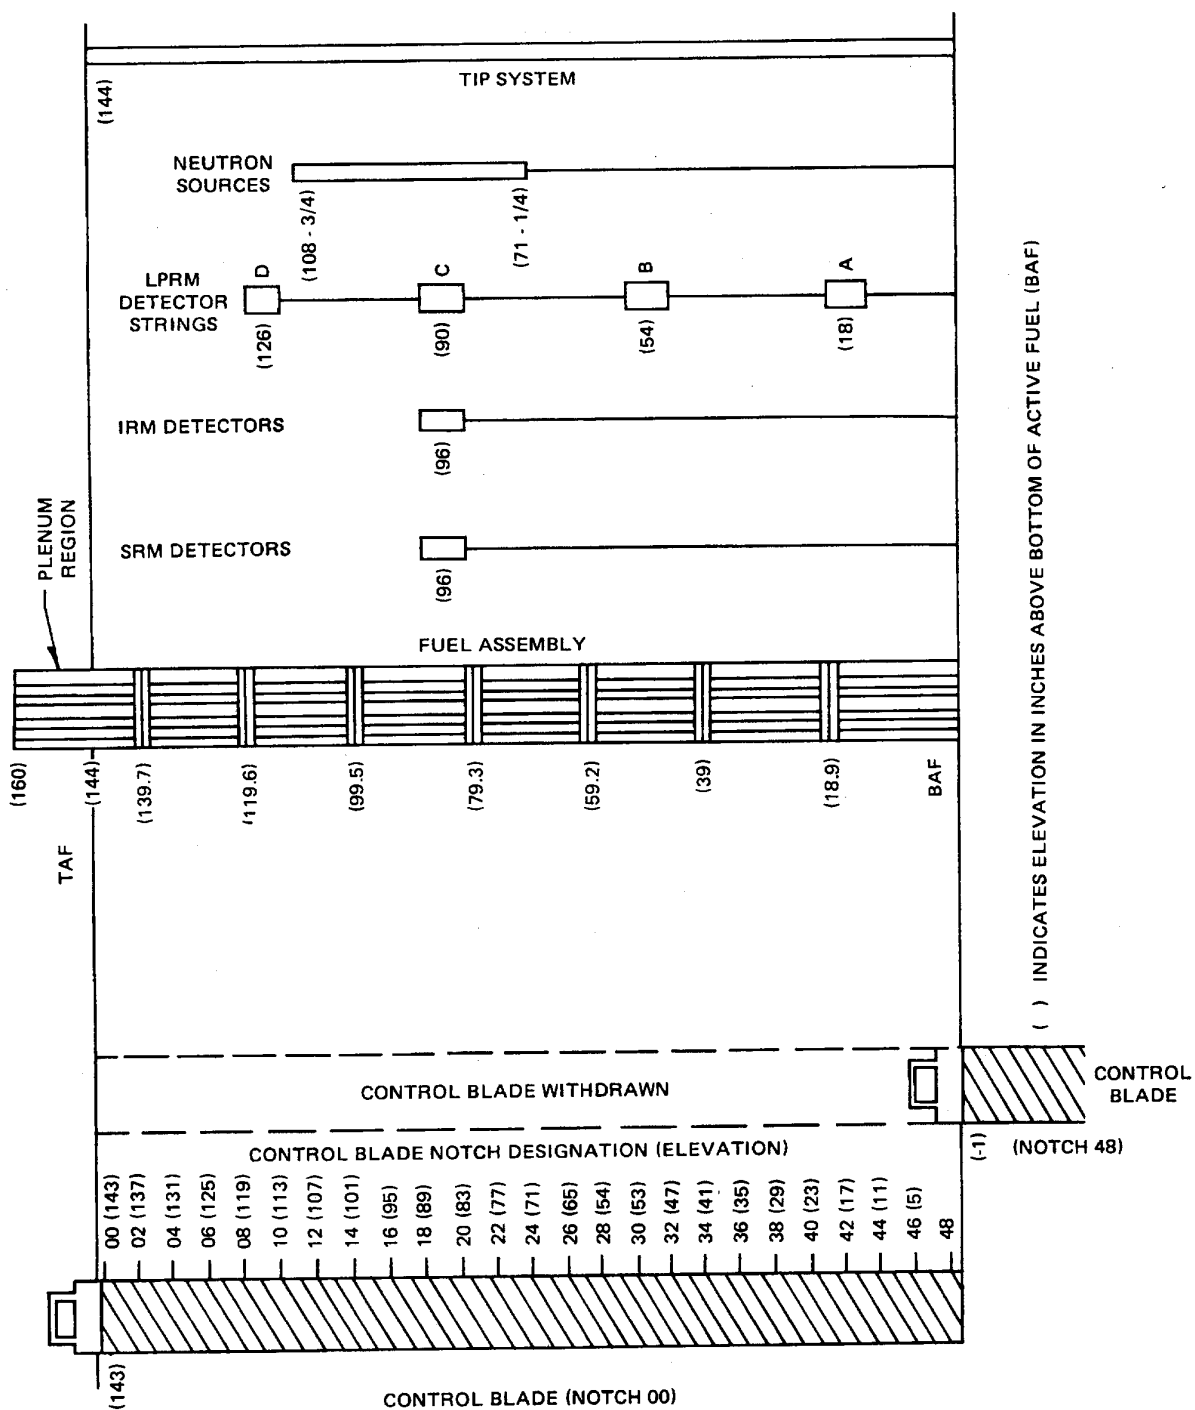 TIP SYSTEM
(144)
NEUTRON
SOURCES
(108 - 3/4)
(71 - 1/4)
LPRM
DETECTOR
STRINGS
D
C
B
A
(126)
(90)
(54)
(18)
IRM DETECTORS
(96)
SRM DETECTORS
(96)
PLENUM
REGION
FUEL ASSEMBLY
(160)
(144)
(139.7)
(119.6)
(99.5)
(79.3)
(59.2)
(39)
(18.9)
BAF
TAF
( ) INDICATES ELEVATION IN INCHES ABOVE BOTTOM OF ACTIVE FUEL (BAF)
CONTROL BLADE WITHDRAWN
CONTROL
BLADE
CONTROL BLADE NOTCH DESIGNATION (ELEVATION)
(-1)
(NOTCH 48)
00 (143)
02 (137)
04 (131)
06 (125)
08 (119)
10 (113)
12 (107)
14 (101)
16 (95)
18 (89)
20 (83)
22 (77)
24 (71)
26 (65)
28 (54)
30 (53)
32 (47)
34 (41)
36 (35)
38 (29)
40 (23)
42 (17)
44 (11)
46 (5)
48
(143)
CONTROL BLADE (NOTCH 00)